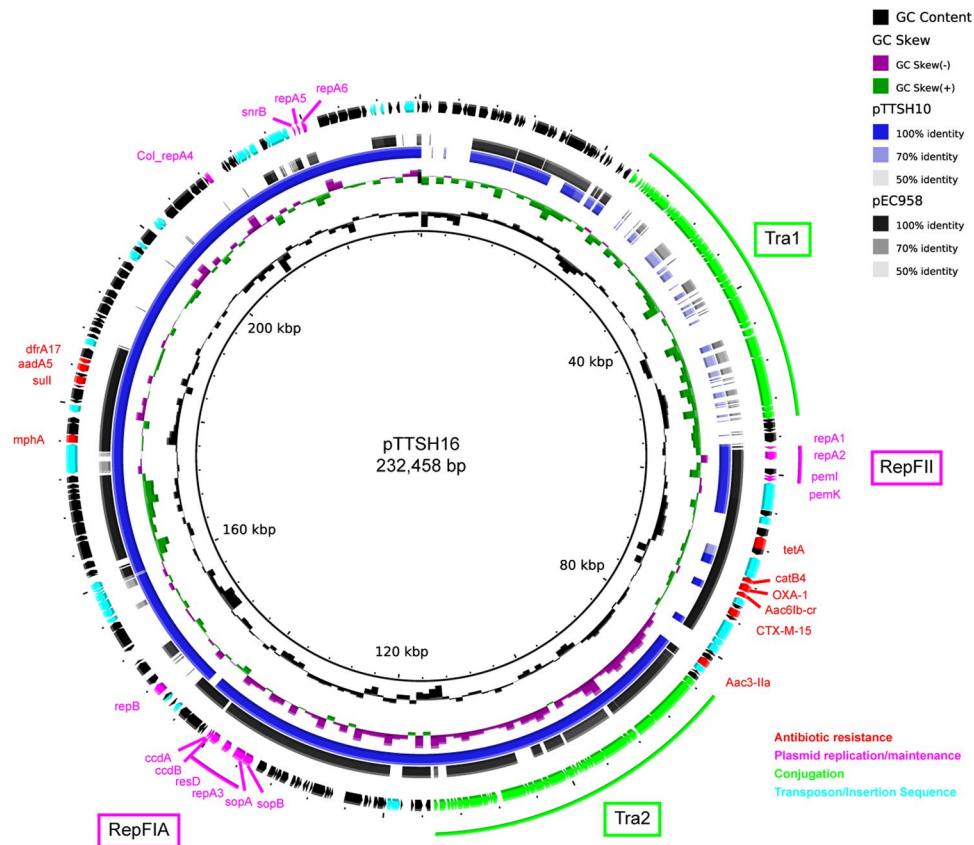 GC Content
GC Skew
GC Skew(-)
GC Skew(+)
pTTSH10
100% identity
70% identity
50% identity
pEC958
100% identity
70% identity
50% identity
repA6
repA5
snrB
Col_repA4
Tra1
200 kbp
40 kbp
dfrA17
aadA5
sulI
mphA
pTTSH16
232,458 bp
repA1
repA2
RepFII
pemI
pemK
160 kbp
80 kbp
tetA
catB4
OXA-1
Aac6Ib-cr
CTX-M-15
120 kbp
Aac3-IIa
repB
ccdA
ccdB
resD
repA3
sopA
sopB
RepFIA
Tra2
Antibiotic resistance
Plasmid replication/maintenance
Conjugation
Transposon/Insertion Sequence